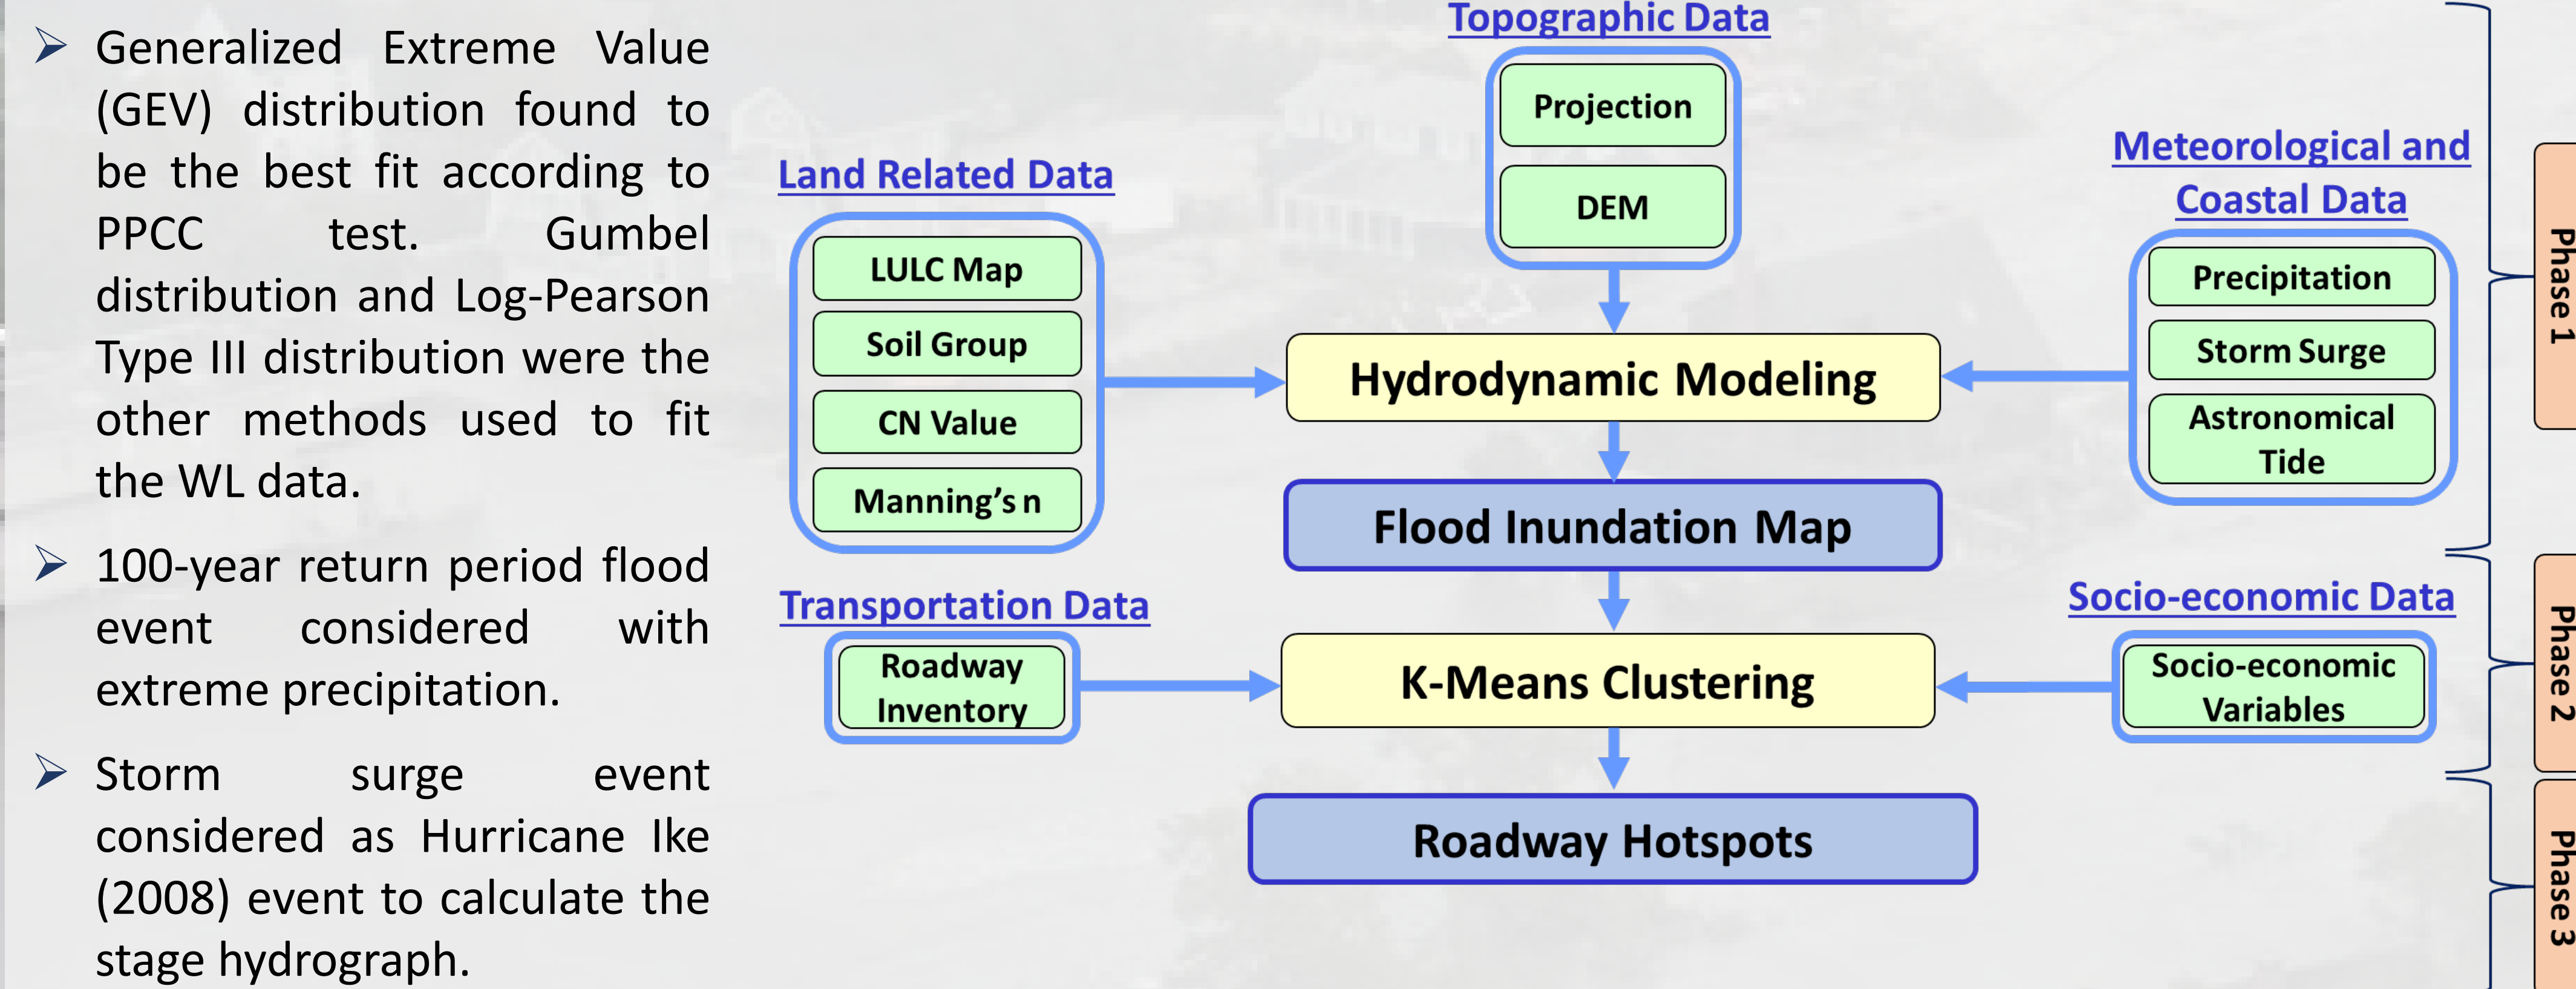 Generalized Extreme Value
(GEV) distribution found to
be the best fit according to
PPCC test. Gumbel
distribution and Log-Pearson
Type III distribution were the
other methods used to fit
the WL data.
100-year return period flood
event considered with
extreme precipitation.
Storm surge event
considered as Hurricane Ike
(2008) event to calculate the
stage hydrograph.
Topographic Data
Projection
DEM
Land Related Data
LULC Map
Soil Group
CN Value
Manning's n
Meteorological and
Coastal Data
Precipitation
Storm Surge
Astronomical
Tide
Hydrodynamic Modeling
Flood Inundation Map
Transportation Data
Roadway
Inventory
K-Means Clustering
Socio-economic Data
Socio-economic
Variables
Roadway Hotspots
Phase 1
Phase 2
Phase 3